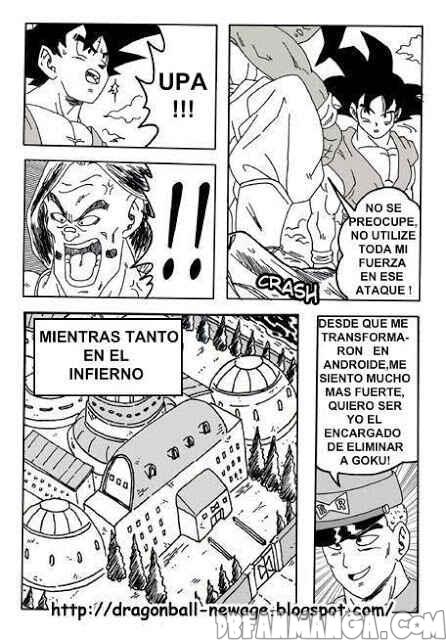 UPA
!!!
NO SE
PREOCUPE,
NO UTILIZE
TODA MI
FUERZA
EN ESE
ATAQUE !
CRASH
!!
MIENTRAS TANTO
EN EL
INFIERNO
DESDE QUE ME
TRANSFORMA-
RON EN
ANDROIDE,ME
SIENTO MUCHO
MAS FUERTE,
QUIERO SER
YO EL
ENCARGADO
DE ELIMINAR
A GOKU!
R R
http://dragonball-newage.blogspot.com/
DBFANMANGA.COM